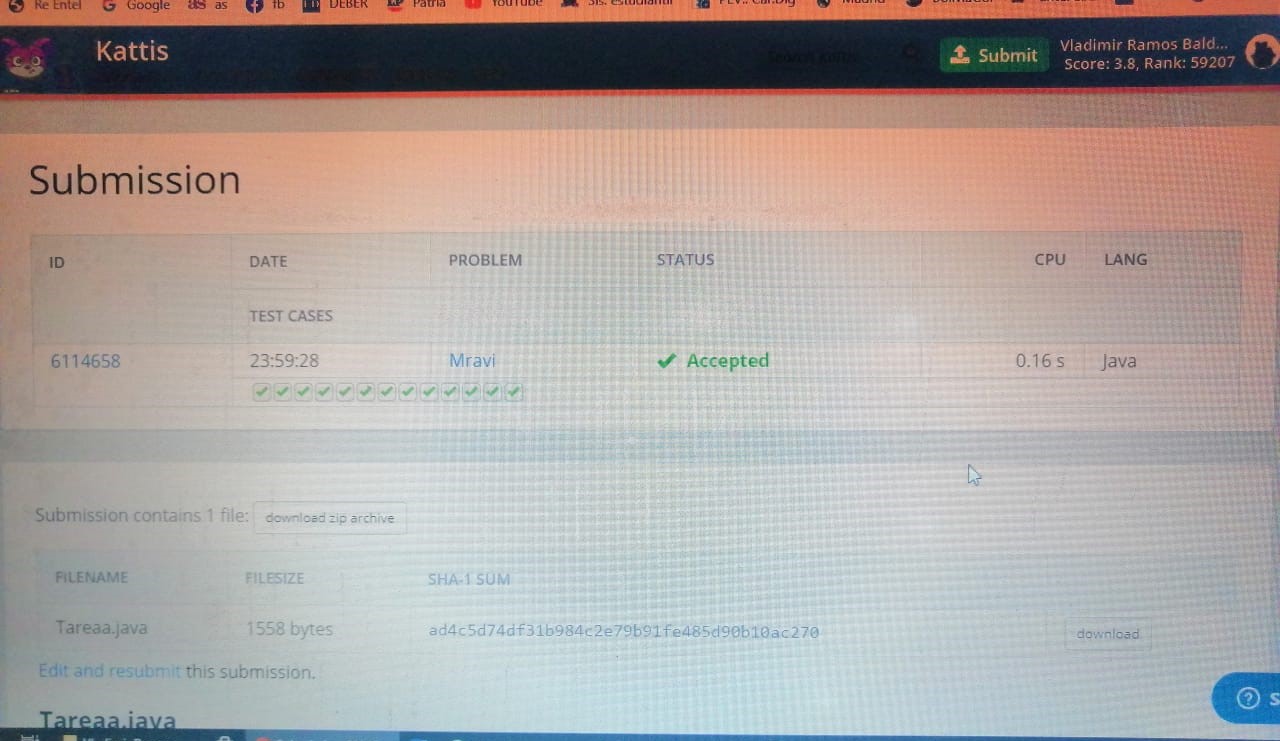 Re Entel Google as fb DEBER Patria YouTube
Kattis
Submit
Vladimir Ramos Bald...
Score: 3.8, Rank: 59207
Submission
ID DATE PROBLEM STATUS CPU LANG
TEST CASES
6114658 23:59:28 Mravi Accepted 0.16 s Java
Submission contains 1 file: download zip archive
FILENAME FILESIZE SHA-1 SUM
Tareaa.java 1558 bytes ad4c5d74df31b984c2e79b91fe485d90b10ac270 download
Edit and resubmit this submission.
Tareaa.java